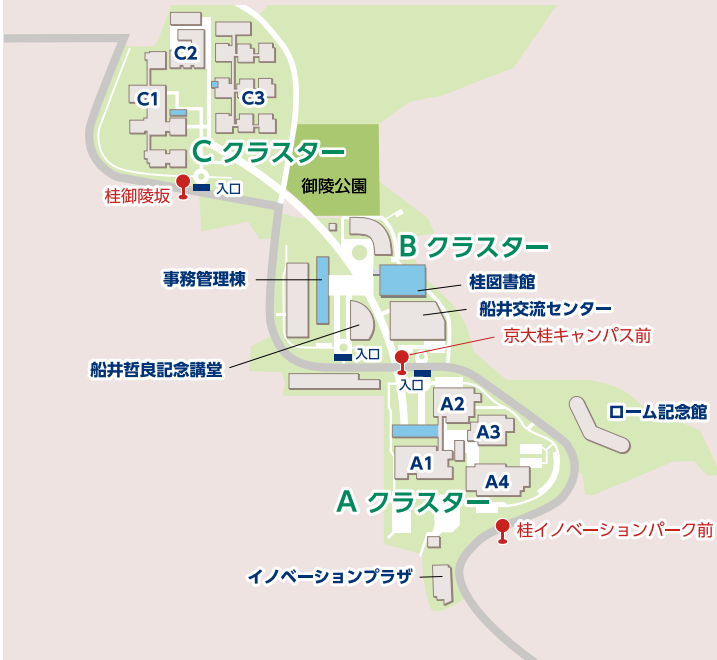 C2
C1
C3
C クラスター
御陵公園
桂御陵坂
入口
B クラスター
事務管理棟
桂図書館
船井交流センター
京大桂キャンパス前
入口
船井哲良記念講堂
入口
A2
ローム記念館
A3
A1
A4
A クラスター
桂イノベーションパーク前
イノベーションプラザ